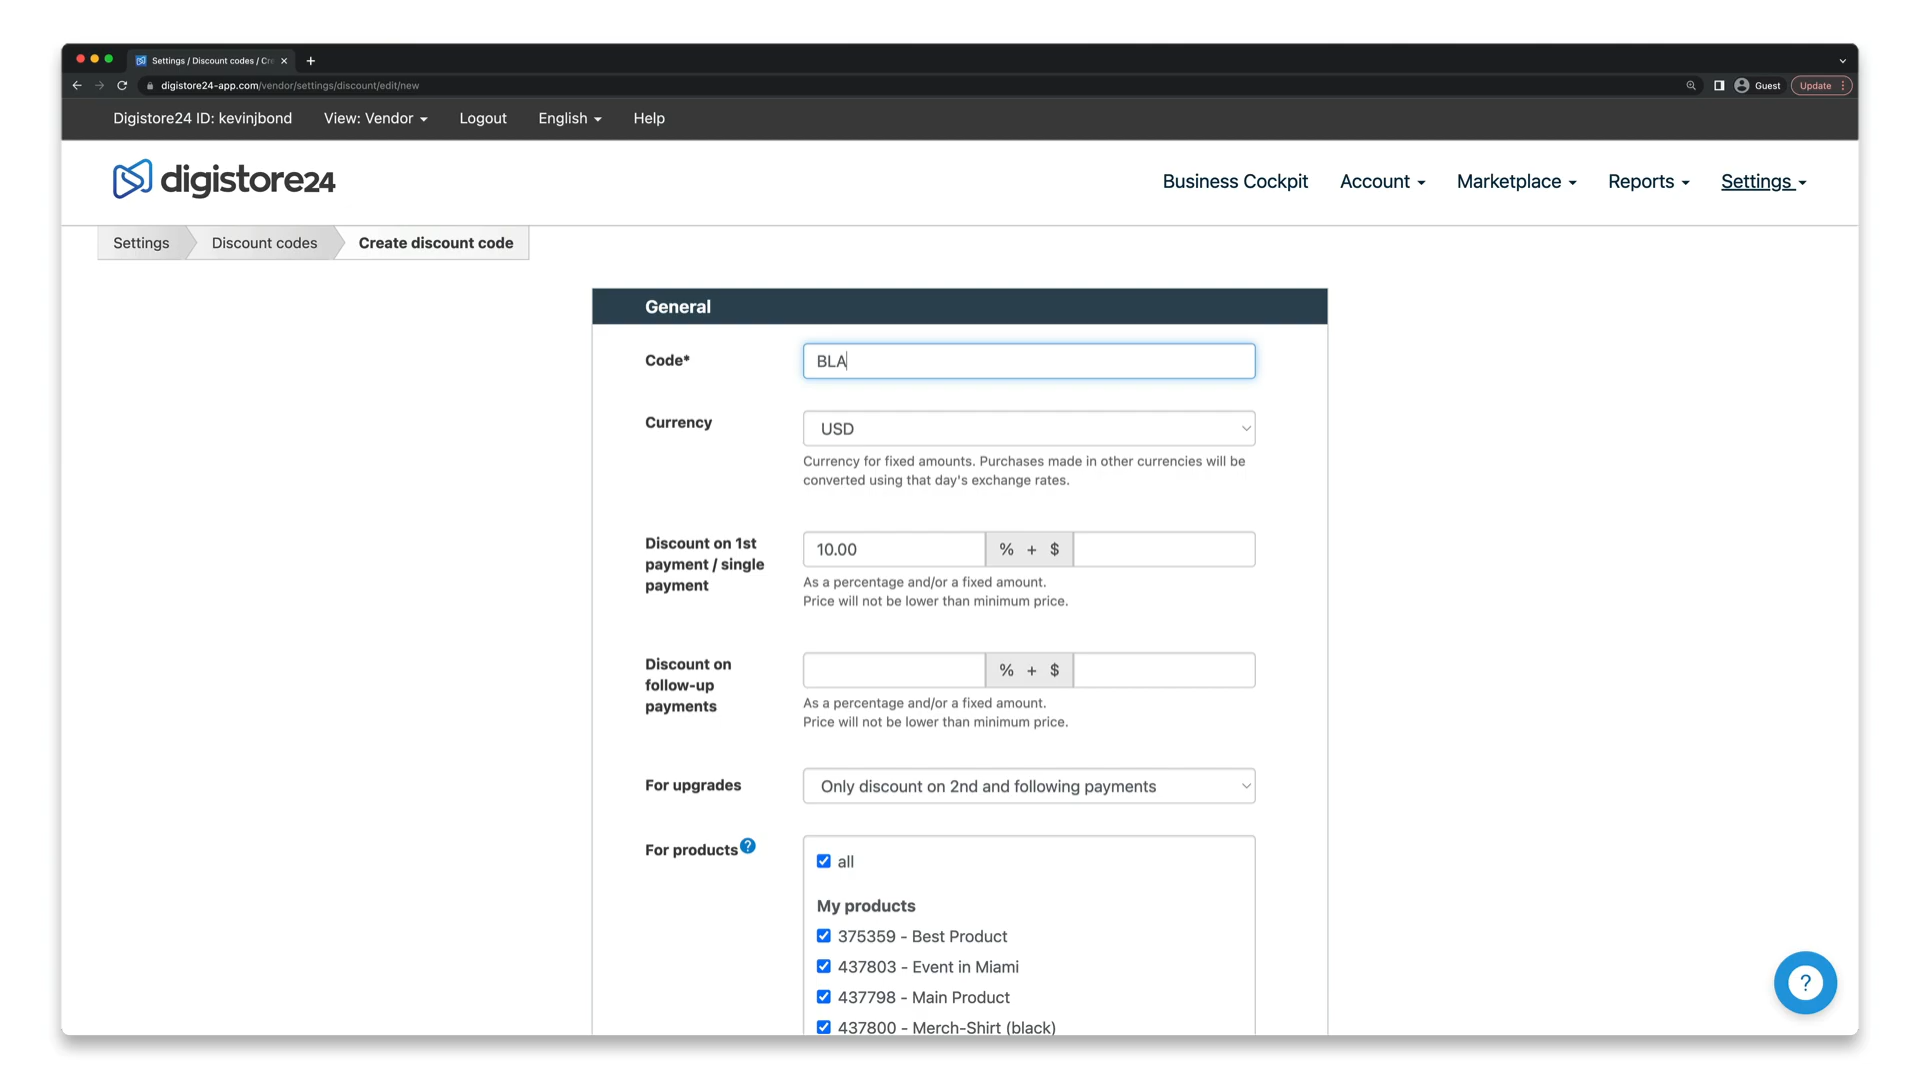 Settings / Discount codes / Cre
digistore24-app.com/vendor/settings/discount/edit/new
Guest
Update
Digistore24 ID: kevinjbond
View: Vendor
Logout
English
Help
digistore24
Business Cockpit
Account
Marketplace
Reports
Settings
Settings
Discount codes
Create discount code
General
Code*
BLA
Currency
USD
Currency for fixed amounts. Purchases made in other currencies will be
converted using that day's exchange rates.
Discount on 1st
payment / single
payment
10.00
% + $
As a percentage and/or a fixed amount.
Price will not be lower than minimum price.
Discount on
follow-up
payments
% + $
As a percentage and/or a fixed amount.
Price will not be lower than minimum price.
For upgrades
Only discount on 2nd and following payments
For products ?
all
My products
375359 - Best Product
437803 - Event in Miami
437798 - Main Product
437800 - Merch-Shirt (black)
?